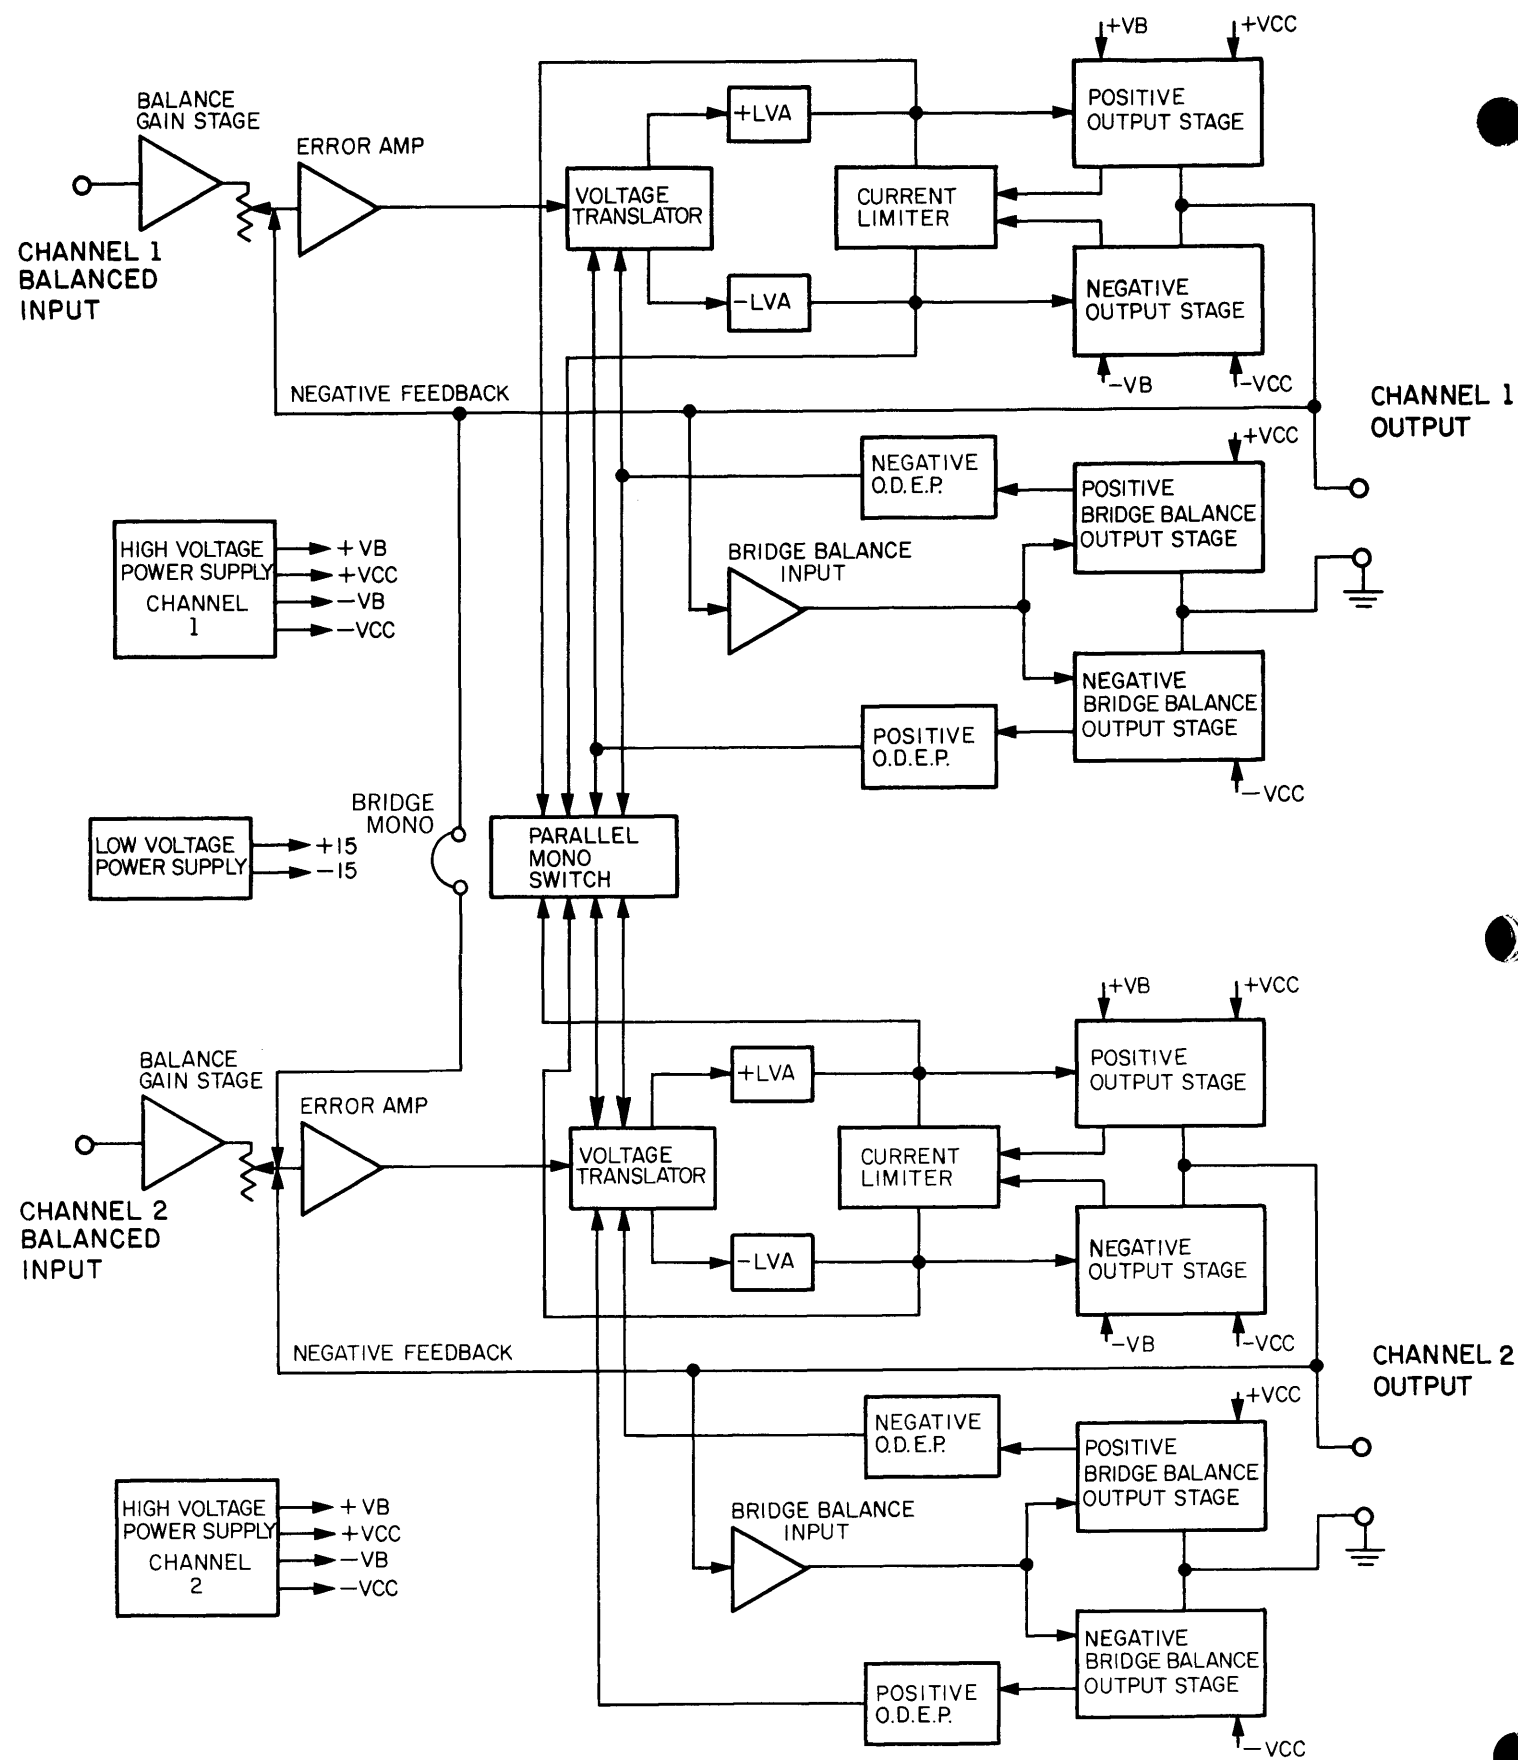 +VB
+VCC
BALANCE
GAIN STAGE
ERROR AMP
+LVA
POSITIVE
OUTPUT STAGE
VOLTAGE
TRANSLATOR
CURRENT
LIMITER
CHANNEL 1
BALANCED
INPUT
-LVA
NEGATIVE
OUTPUT STAGE
-VB
-VCC
NEGATIVE FEEDBACK
CHANNEL 1
OUTPUT
+VCC
NEGATIVE
O.D.E.P.
POSITIVE
BRIDGE BALANCE
OUTPUT STAGE
BRIDGE BALANCE
INPUT
HIGH VOLTAGE
POWER SUPPLY
CHANNEL
1
+VB
+VCC
-VB
-VCC
NEGATIVE
BRIDGE BALANCE
OUTPUT STAGE
POSITIVE
O.D.E.P.
-VCC
BRIDGE
MONO
PARALLEL
MONO
SWITCH
LOW VOLTAGE
POWER SUPPLY
+15
-15
+VB
+VCC
BALANCE
GAIN STAGE
ERROR AMP
+LVA
POSITIVE
OUTPUT STAGE
VOLTAGE
TRANSLATOR
CURRENT
LIMITER
CHANNEL 2
BALANCED
INPUT
-LVA
NEGATIVE
OUTPUT STAGE
-VB
-VCC
NEGATIVE FEEDBACK
CHANNEL 2
OUTPUT
+VCC
NEGATIVE
O.D.E.P.
POSITIVE
BRIDGE BALANCE
OUTPUT STAGE
BRIDGE BALANCE
INPUT
HIGH VOLTAGE
POWER SUPPLY
CHANNEL
2
+VB
+VCC
-VB
-VCC
NEGATIVE
BRIDGE BALANCE
OUTPUT STAGE
POSITIVE
O.D.E.P.
-VCC